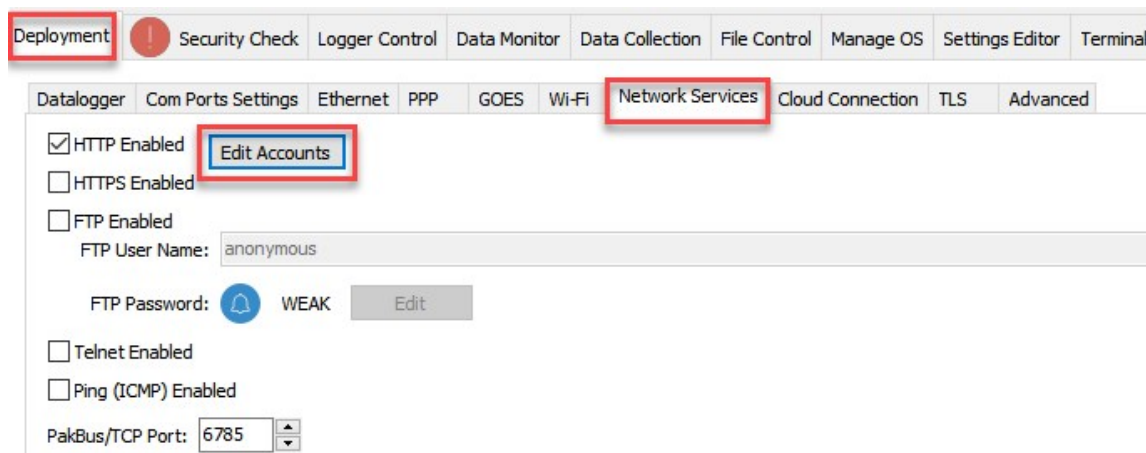 Deployment Security Check Logger Control Data Monitor Data Collection File Control Manage OS Settings Editor Terminal
Datalogger Com Ports Settings Ethernet PPP GOES Wi-Fi Network Services Cloud Connection TLS Advanced
HTTP Enabled Edit Accounts
HTTPS Enabled
FTP Enabled
FTP User Name: anonymous
FTP Password: WEAK Edit
Telnet Enabled
Ping (ICMP) Enabled
PakBus/TCP Port: 6785